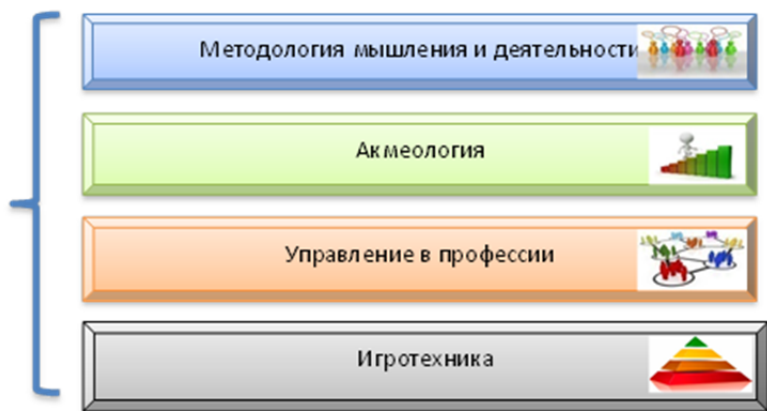 Методология мышления и деятельности
Акмеология
Управление в профессии
Игротехника